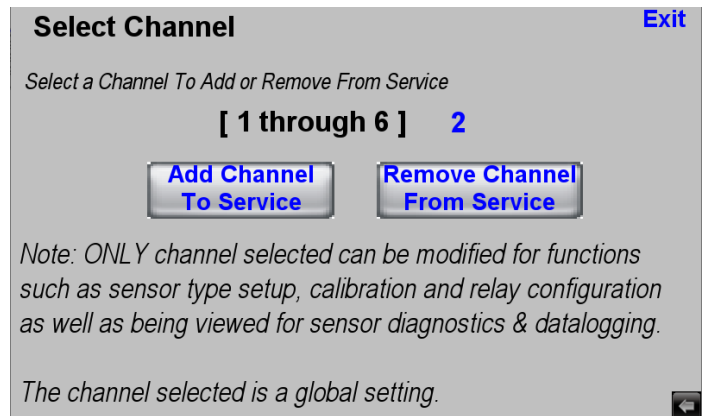 Select Channel
Exit
Select a Channel To Add or Remove From Service
[ 1 through 6 ] 2
Add Channel
To Service
Remove Channel
From Service
Note: ONLY channel selected can be modified for functions
such as sensor type setup, calibration and relay configuration
as well as being viewed for sensor diagnostics & datalogging.
The channel selected is a global setting.